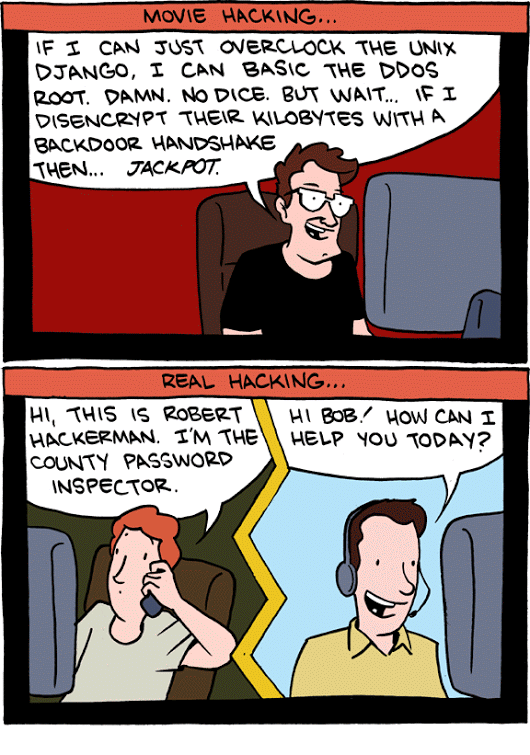 MOVIE HACKING...
IF I CAN JUST OVERCLOCK THE UNIX
DJANGO, I CAN BASIC THE DDOS
ROOT. DAMN. NO DICE. BUT WAIT... IF I
DISENCRYPT THEIR KILOBYTES WITH A
BACKDOOR HANDSHAKE
THEN... JACKPOT.
REAL HACKING...
HI, THIS IS ROBERT
HACKERMAN. I'M THE
COUNTY PASSWORD
INSPECTOR.
HI BOB! HOW CAN I
HELP YOU TODAY?